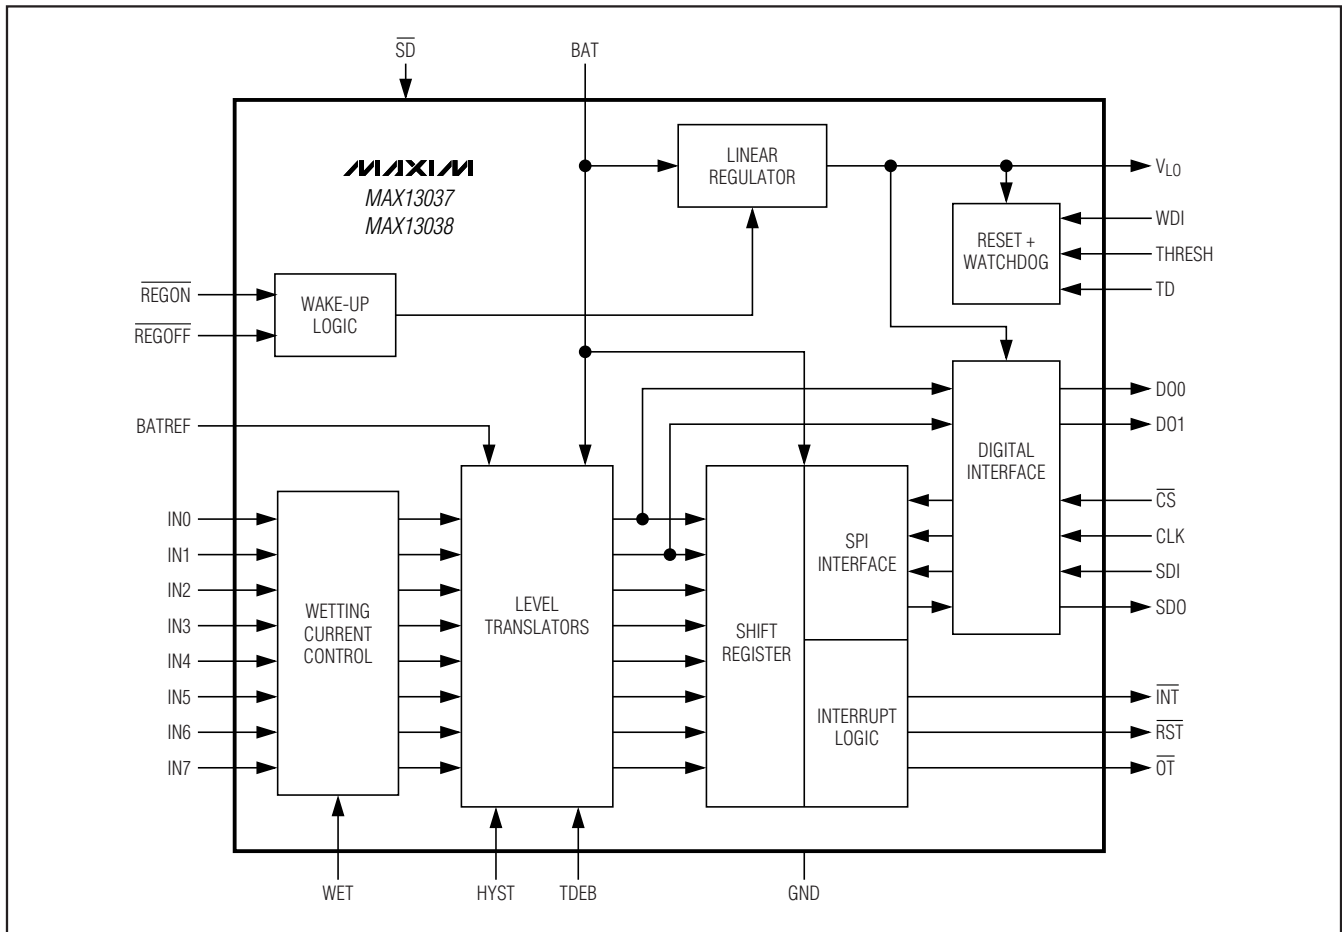 SD
BAT
MAXIM
MAX13037
MAX13038
LINEAR
REGULATOR
VLO
WDI
THRESH
TD
RESET +
WATCHDOG
REGON
REGOFF
WAKE-UP
LOGIC
BATREF
DO0
DO1
DIGITAL
INTERFACE
CS
CLK
SDI
SDO
IN0
IN1
IN2
IN3
IN4
IN5
IN6
IN7
WETTING
CURRENT
CONTROL
LEVEL
TRANSLATORS
SHIFT
REGISTER
SPI
INTERFACE
INTERRUPT
LOGIC
INT
RST
OT
WET
HYST
TDEB
GND